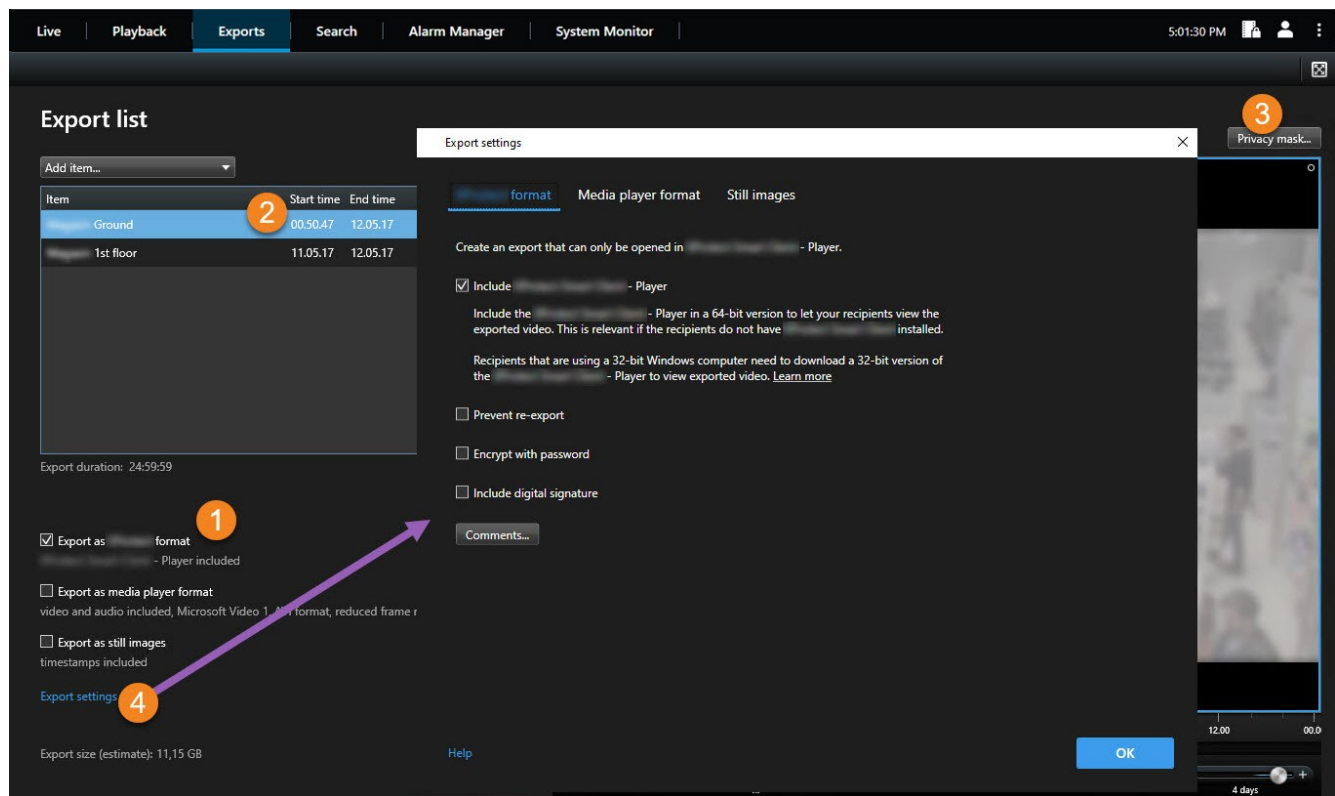 Live Playback Exports Search Alarm Manager System Monitor 5:01:30 PM
Export list
3
Privacy mask...
Export settings
Add item...
Item Start time End time
2
Ground 00.50.47 12.05.17
1st floor 11.05.17 12.05.17
format Media player format Still images
Create an export that can only be opened in - Player.
Include - Player
Include the - Player in a 64-bit version to let your recipients view the
exported video. This is relevant if the recipients do not have installed.
Recipients that are using a 32-bit Windows computer need to download a 32-bit version of
the - Player to view exported video. Learn more
Prevent re-export
Encrypt with password
Include digital signature
Comments...
Export duration: 24:59:59
1
Export as format
- Player included
Export as media player format
video and audio included, Microsoft Video 1, format, reduced frame
Export as still images
timestamps included
Export settings
4
Export size (estimate): 11,15 GB
Help
OK
12.00 00.0
4 days